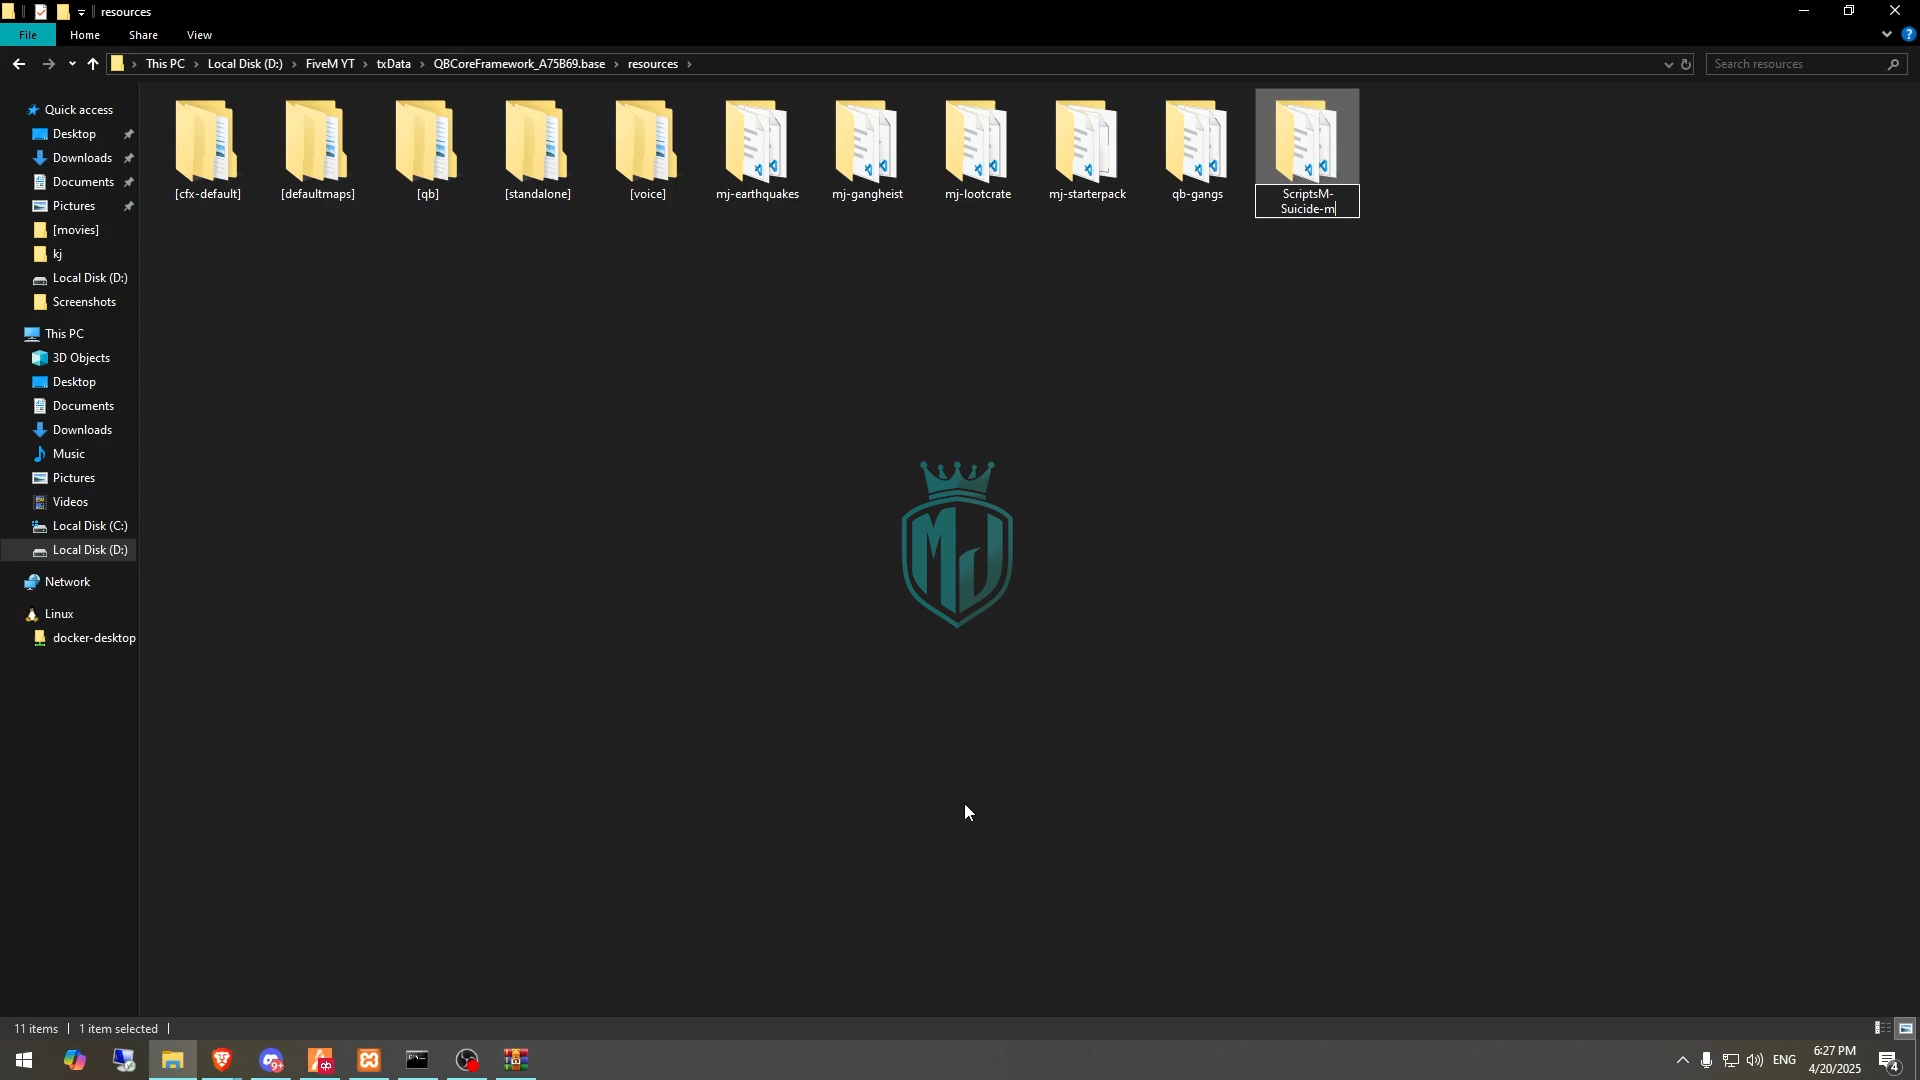 resources
File
Home
Share
View
This PC
Local Disk (D:)
FiveM YT
txData
QBCoreFramework_A75B69.base
resources
Search resources
Quick access
Desktop
Downloads
Documents
Pictures
[movies]
kj
Local Disk (D:)
Screenshots
This PC
3D Objects
Desktop
Documents
Downloads
Music
Pictures
Videos
Local Disk (C:)
Local Disk (D:)
Network
Linux
docker-desktop
[cfx-default]
[defaultmaps]
[qb]
[standalone]
[voice]
mj-earthquakes
mj-gangheist
mj-lootcrate
mj-starterpack
qb-gangs
ScriptsM-
Suicide-m
MJ
11 items
1 item selected
9+
qb
ENG
6:27 PM
4/20/2025
4